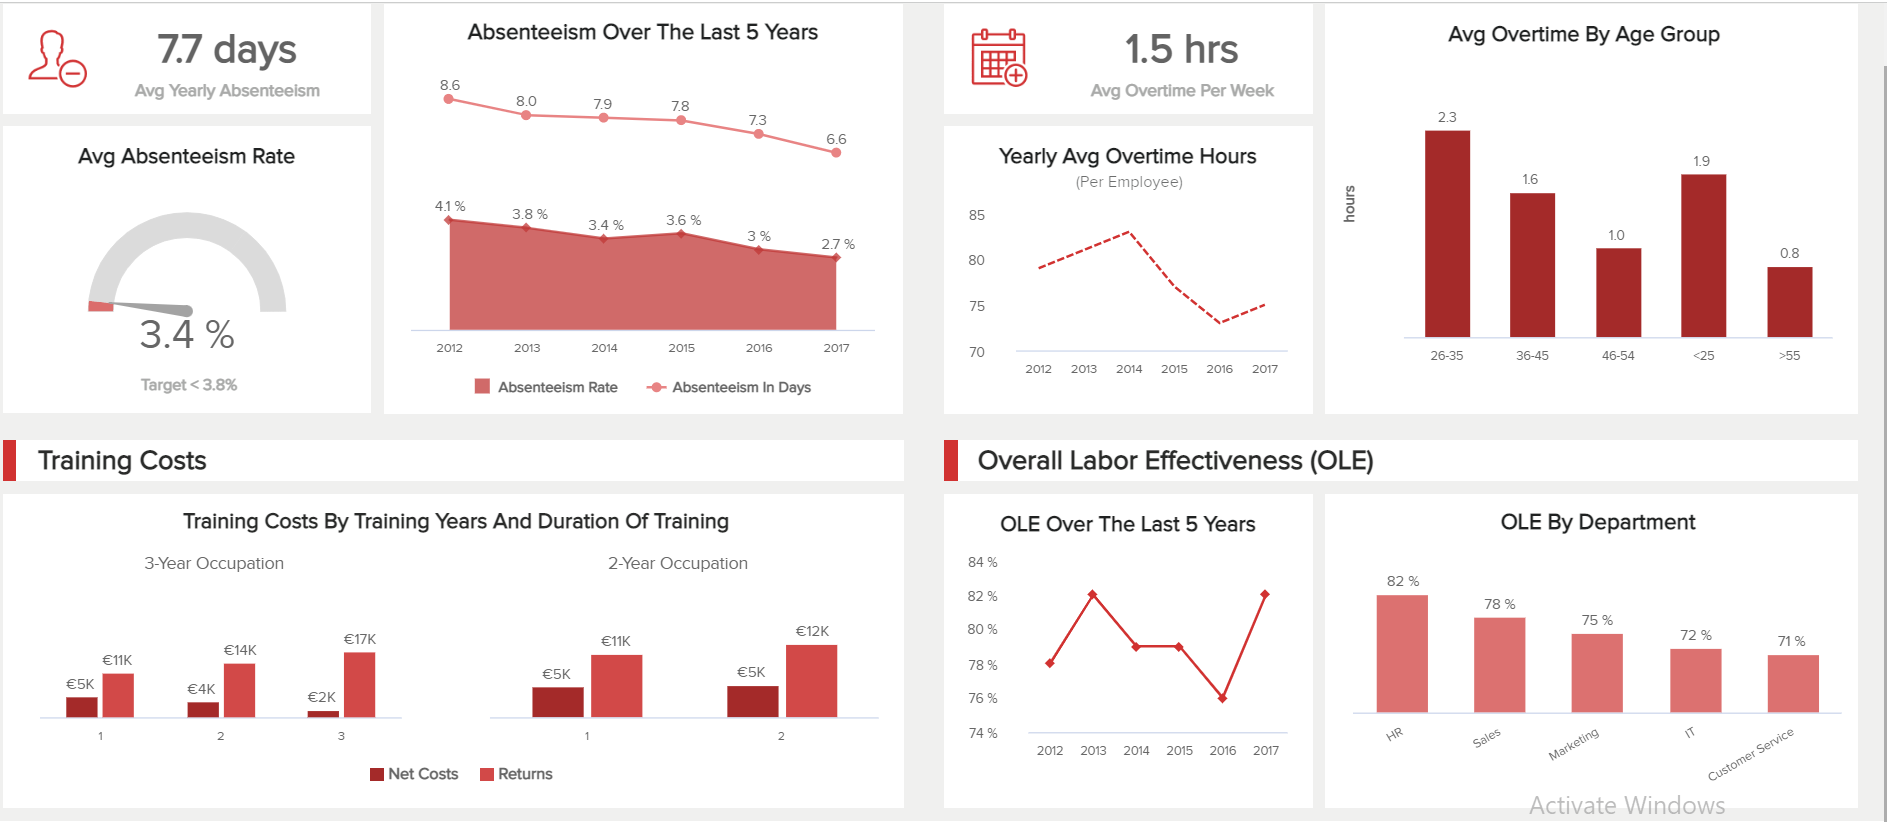 7.7 days
Avg Yearly Absenteeism
Avg Absenteeism Rate
3.4 %
Target < 3.8%
Absenteeism Over The Last 5 Years
8.6
8.0
7.9
7.8
7.3
6.6
4.1 %
3.8 %
3.4 %
3.6 %
3 %
2.7 %
2012 2013 2014 2015 2016 2017
Absenteeism Rate Absenteeism In Days
1.5 hrs
Avg Overtime Per Week
Yearly Avg Overtime Hours
(Per Employee)
85
80
75
70
2012 2013 2014 2015 2016 2017
Avg Overtime By Age Group
hours
2.3
1.6
1.0
1.9
0.8
26-35 36-45 46-54 <25 >55
Training Costs
Training Costs By Training Years And Duration Of Training
3-Year Occupation
€5K
€11K
€4K
€14K
€2K
€17K
1 2 3
2-Year Occupation
€5K
€11K
€5K
€12K
1 2
Net Costs Returns
Overall Labor Effectiveness (OLE)
OLE Over The Last 5 Years
84 %
82 %
80 %
78 %
76 %
74 %
2012 2013 2014 2015 2016 2017
OLE By Department
82 %
78 %
75 %
72 %
71 %
HR
Sales
Marketing
IT
Customer Service
Activate Windows